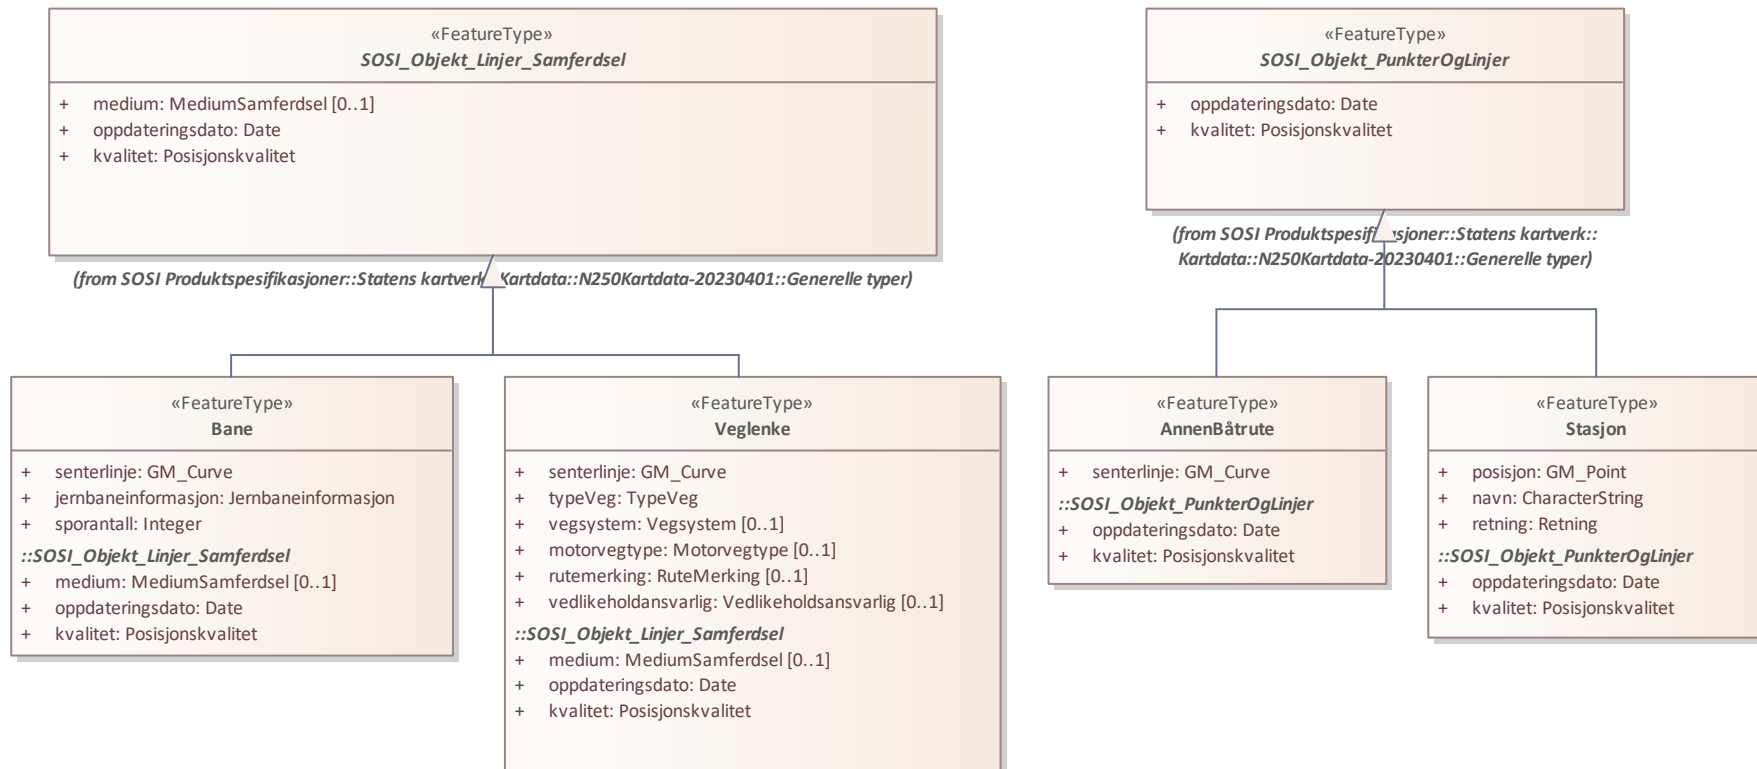 «FeatureType»
SOSI_Objekt_Linjer_Samferdsel
+ medium: MediumSamferdsel [0..1]
+ oppdateringsdato: Date
+ kvalitet: Posisjonskvalitet
(from SOSI Produktspesifikasjoner::Statens kartverk::Kartdata::N250Kartdata-20230401::Generelle typer)
«FeatureType»
SOSI_Objekt_PunkterOgLinjer
+ oppdateringsdato: Date
+ kvalitet: Posisjonskvalitet
(from SOSI Produktspesifikasjoner::Statens kartverk::
Kartdata::N250Kartdata-20230401::Generelle typer)
«FeatureType»
Bane
+ senterlinje: GM_Curve
+ jernbaneinformasjon: Jernbaneinformasjon
+ sporantall: Integer
::SOSI_Objekt_Linjer_Samferdsel
+ medium: MediumSamferdsel [0..1]
+ oppdateringsdato: Date
+ kvalitet: Posisjonskvalitet
«FeatureType»
Veglenke
+ senterlinje: GM_Curve
+ typeVeg: TypeVeg
+ vegsystem: Vegsystem [0..1]
+ motorvegtype: Motorvegtype [0..1]
+ rutemerking: RuteMerking [0..1]
+ vedlikeholdansvarlig: Vedlikeholdsansvarlig [0..1]
::SOSI_Objekt_Linjer_Samferdsel
+ medium: MediumSamferdsel [0..1]
+ oppdateringsdato: Date
+ kvalitet: Posisjonskvalitet
«FeatureType»
AnnenBåtrute
+ senterlinje: GM_Curve
::SOSI_Objekt_PunkterOgLinjer
+ oppdateringsdato: Date
+ kvalitet: Posisjonskvalitet
«FeatureType»
Stasjon
+ posisjon: GM_Point
+ navn: CharacterString
+ retning: Retning
::SOSI_Objekt_PunkterOgLinjer
+ oppdateringsdato: Date
+ kvalitet: Posisjonskvalitet